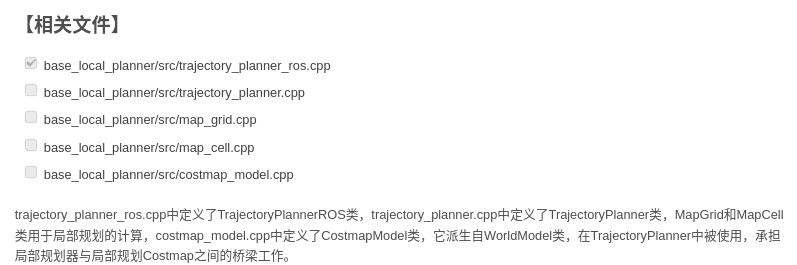 【相关文件】
base_local_planner/src/trajectory_planner_ros.cpp
base_local_planner/src/trajectory_planner.cpp
base_local_planner/src/map_grid.cpp
base_local_planner/src/map_cell.cpp
base_local_planner/src/costmap_model.cpp
trajectory_planner_ros.cpp中定义了TrajectoryPlannerROS类，trajectory_planner.cpp中定义了TrajectoryPlanner类，MapGrid和MapCell
类用于局部规划的计算，costmap_model.cpp中定义了CostmapModel类，它派生自WorldModel类，在TrajectoryPlanner中被使用，承担
局部规划器与局部规划Costmap之间的桥梁工作。